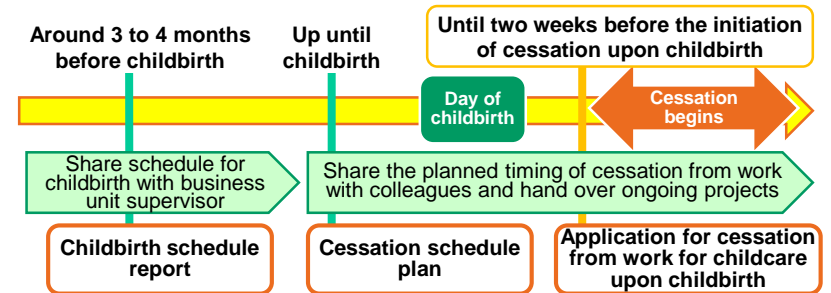 Around 3 to 4 months
before childbirth
Up until
childbirth
Until two weeks before the initiation
of cessation upon childbirth
Day of
childbirth
Cessation
begins
Share schedule for
childbirth with business
unit supervisor
Share the planned timing of cessation from work
with colleagues and hand over ongoing projects
Childbirth schedule
report
Cessation schedule
plan
Application for cessation
from work for childcare
upon childbirth